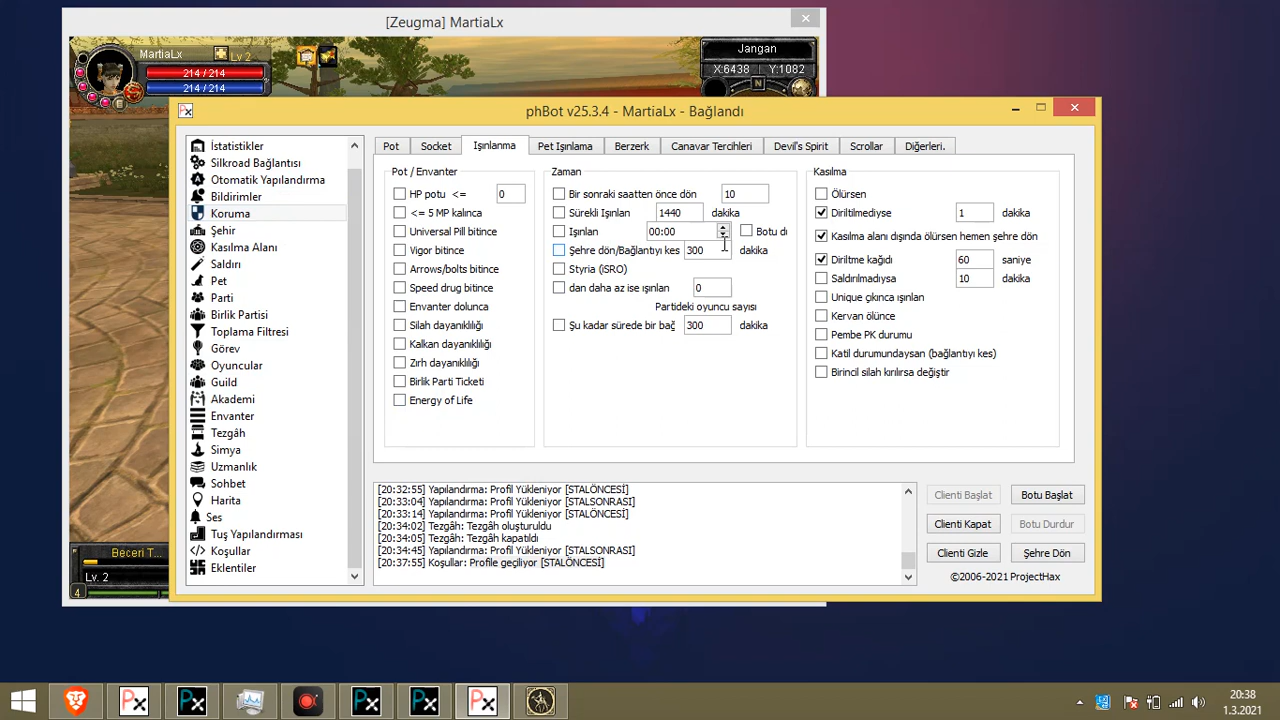 [Zeugma] MartiaLx
MartiaLx
Lv 2
214 / 214
214 / 214
Jangan
X:6438 Y:1082
N
E
phBot v25.3.4 - MartiaLx - Bağlandı
İstatistikler
Silkroad Bağlantısı
Otomatik Yapılandırma
Bildirimler
Koruma
Şehir
Kasılma Alanı
Saldırı
Pet
Parti
Birlik Partisi
Toplama Filtresi
Görev
Oyuncular
Guild
Akademi
Envanter
Tezgâh
Simya
Uzmanlık
Sohbet
Harita
Ses
Tuş Yapılandırması
Koşullar
Eklentiler
Pot
Socket
Işınlanma
Pet Işınlama
Berzerk
Canavar Tercihleri
Devil's Spirit
Scrollar
Diğerileri.
Pot / Envanter
HP potu <= 0
<= 5 MP kalınca
Universal Pill bitince
Vigor bitince
Arrows/bolts bitince
Speed drug bitince
Envanter dolunca
Silah dayanıklılığı
Kalkan dayanıklılığı
Zırh dayanıklılığı
Birlik Parti Ticketi
Energy of Life
Zaman
Bir sonraki saatten önce dön 10
Sürekli Işınlan 1440 dakika
Işınlan 00:00 Botu dı
Şehre dön/Bağlantıyı kes 300 dakika
Styria (iSRO)
dan daha az ise ışınlan 0
Partideki oyuncu sayısı
Şu kadar sürede bir bağ 300 dakika
Kasılma
Ölürsen
Diriltilmediyse 1 dakika
Kasılma alanı dışında ölürsen hemen şehre dön
Diriltme kağıdı 60 saniye
Saldırılmadıysa 10 dakika
Unique çıkınca ışınlan
Kervan ölünce
Pembe PK durumu
Katil durumundaysan (bağlantıyı kes)
Birincil silah kırılırsa değiştir
[20:32:55] Yapılandırma: Profil Yükleniyor [STALÖNCESİ]
[20:33:04] Yapılandırma: Profil Yükleniyor [STALSONRASI]
[20:33:14] Yapılandırma: Profil Yükleniyor [STALÖNCESİ]
[20:34:02] Tezgâh: Tezgâh oluşturuldu
[20:34:05] Tezgâh: Tezgâh kapatıldı
[20:34:45] Yapılandırma: Profil Yükleniyor [STALSONRASI]
[20:37:55] Koşullar: Profile geçiliyor [STALÖNCESİ]
Clienti Başlat
Botu Başlat
Clienti Kapat
Botu Durdur
Clienti Gizle
Şehre Dön
©2006-2021 ProjectHax
Beceri T...
Lv. 2
4
20:38
1.3.2021